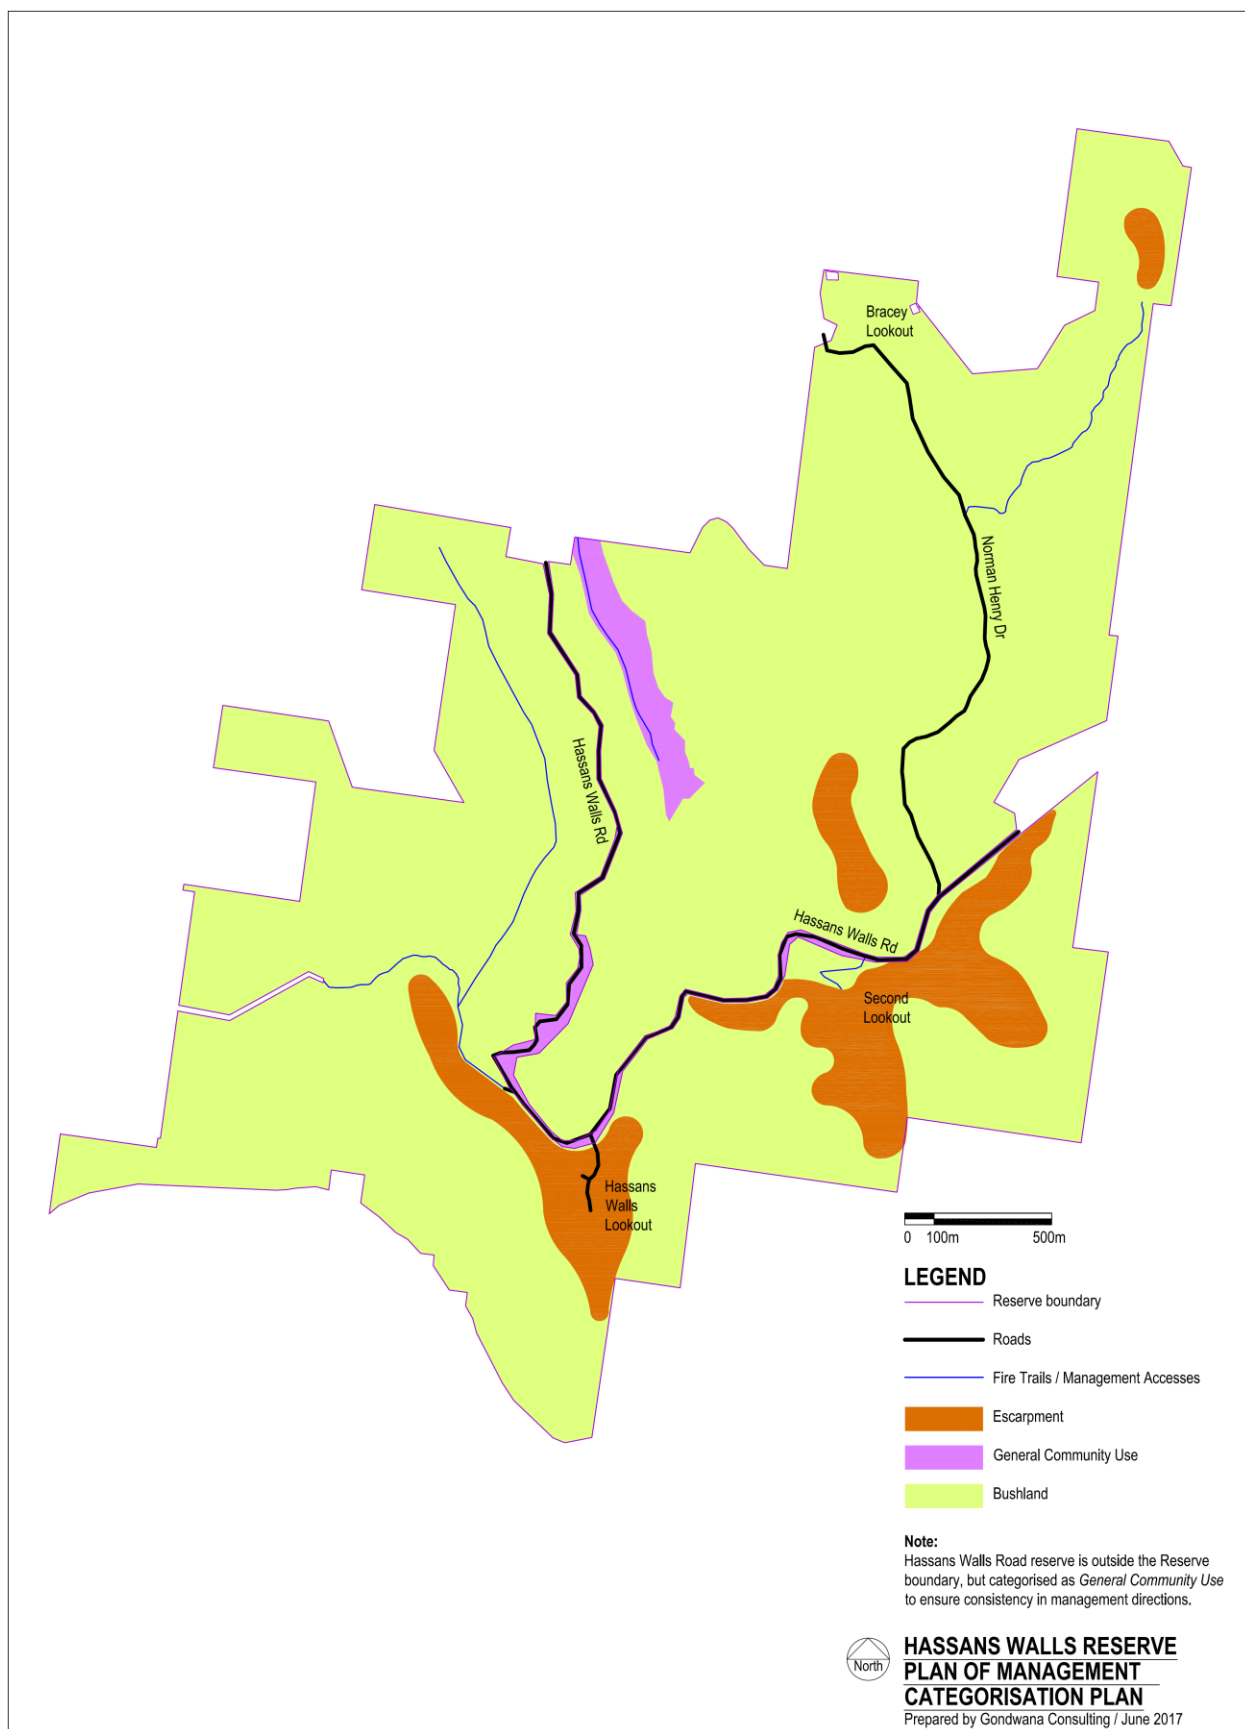 Bracey
Lookout
Norman Henry Dr
Hassans Walls Rd
Hassans Walls Rd
Second
Lookout
Hassans
Walls
Lookout
0 100m 500m
LEGEND
Reserve boundary
Roads
Fire Trails / Management Accesses
Escarpment
General Community Use
Bushland
Note:
Hassans Walls Road reserve is outside the Reserve
boundary, but categorised as General Community Use
to ensure consistency in management directions.
North
HASSANS WALLS RESERVE
PLAN OF MANAGEMENT
CATEGORISATION PLAN
Prepared by Gondwana Consulting / June 2017